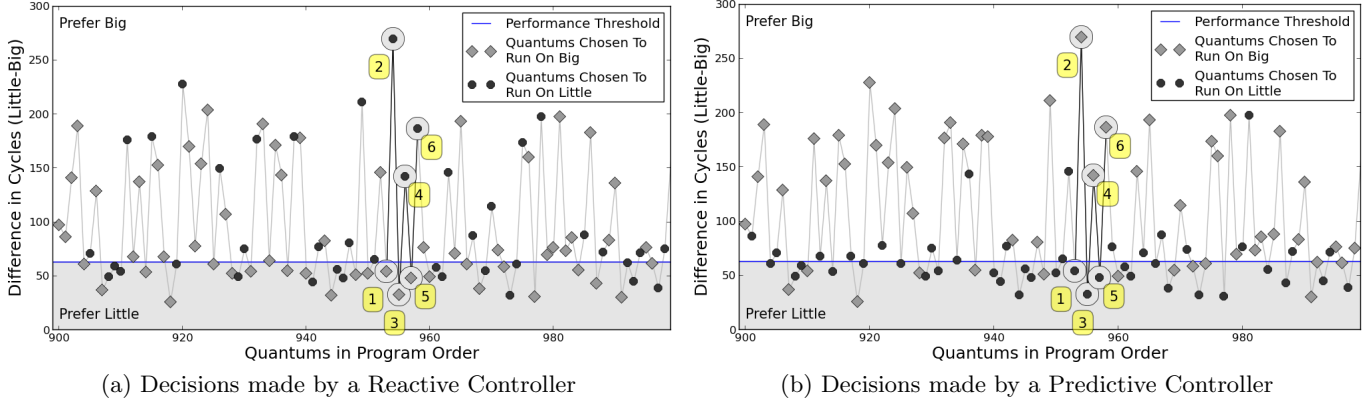 300
250
200
150
100
50
0
Difference in Cycles (Little-Big)
Prefer Big
Performance Threshold
Quantums Chosen To
Run On Big
Quantums Chosen To
Run On Little
2
6
4
1
5
3
Prefer Little
900
920
940
960
980
Quantums in Program Order
(a) Decisions made by a Reactive Controller
300
250
200
150
100
50
0
Difference in Cycles (Little-Big)
Prefer Big
Performance Threshold
Quantums Chosen To
Run On Big
Quantums Chosen To
Run On Little
2
6
4
1
5
3
Prefer Little
900
920
940
960
980
Quantums in Program Order
(b) Decisions made by a Predictive Controller